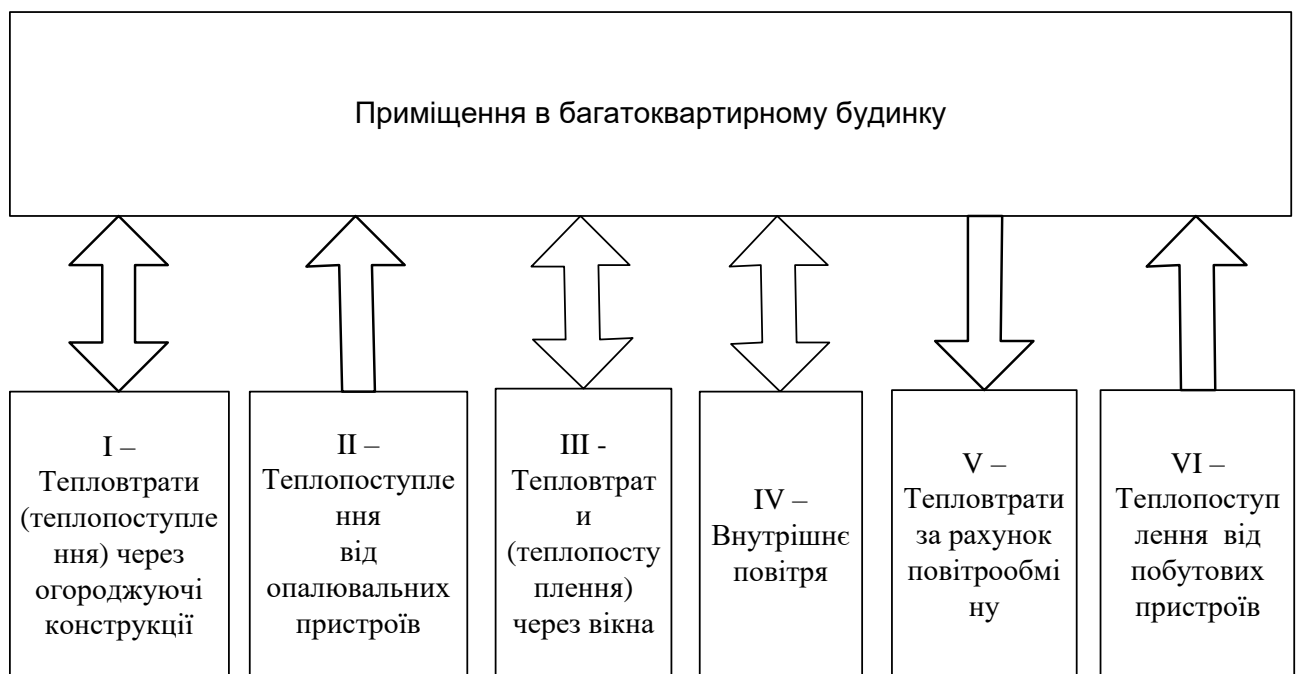 Приміщення в багатоквартирному будинку
I –
Тепловтрати
(теплопоступле
ння) через
огороджуючі
конструкції
II –
Теплопоступле
ння
від
опалювальних
пристроїв
III -
Тепловтрат
и
(теплопосту
плення)
через вікна
IV –
Внутрішнє
повітря
V –
Тепловтрати
за рахунок
повітрообмі
ну
VI –
Теплопоступ
лення від
побутових
пристроїв